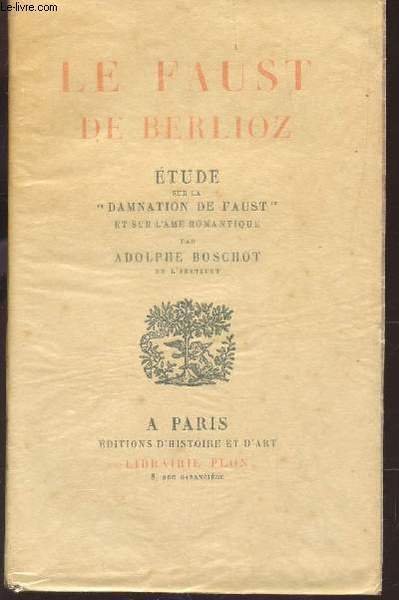 Le-livre.com
LE FAUST
DE BERLIOZ
ÉTUDE
SUR LA
"DAMNATION DE FAUST"
ET SUR L'AME ROMANTIQUE
PAR
ADOLPHE BOSCHOT
DE L'INSTITUT
A PARIS
ÉDITIONS D'HISTOIRE ET D'ART
LIBRAIRIE PLON
8, RUE GARANCIÈRE